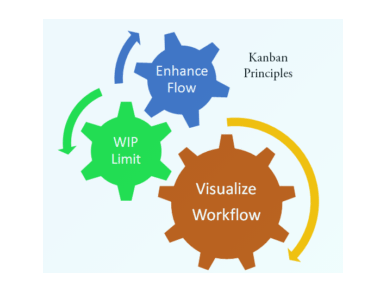 Enhance
Flow
Kanban
Principles
WIP
Limit
Visualize
Workflow